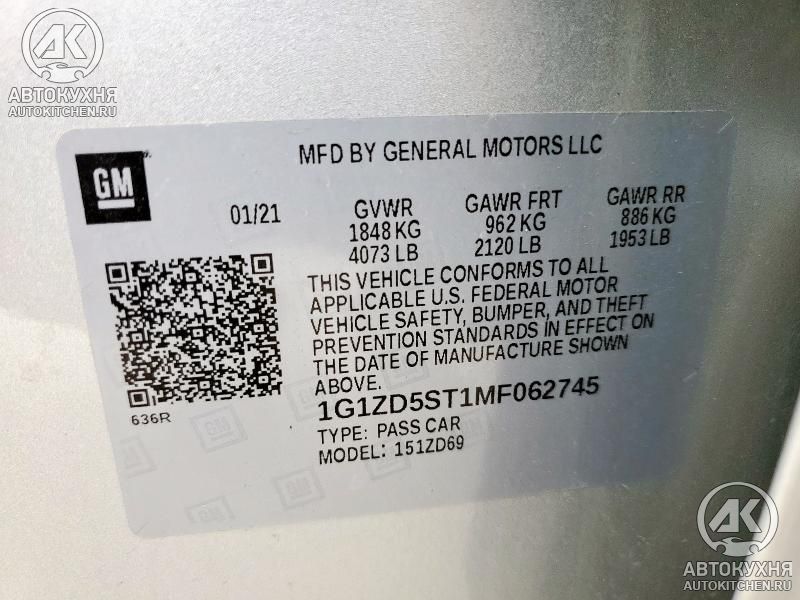 AK
АВТОКУХНЯ
AUTOKITCHEN.RU
MFD BY GENERAL MOTORS LLC
GM
01/21
GVWR GAWR FRT GAWR RR
1848 KG 962 KG 886 KG
4073 LB 2120 LB 1953 LB
THIS VEHICLE CONFORMS TO ALL
APPLICABLE U.S. FEDERAL MOTOR
VEHICLE SAFETY, BUMPER, AND THEFT
PREVENTION STANDARDS IN EFFECT ON
THE DATE OF MANUFACTURE SHOWN
ABOVE.
636R
1G1ZD5ST1MF062745
TYPE: PASS CAR
MODEL: 151ZD69
AK
АВТОКУХНЯ
AUTOKITCHEN.RU